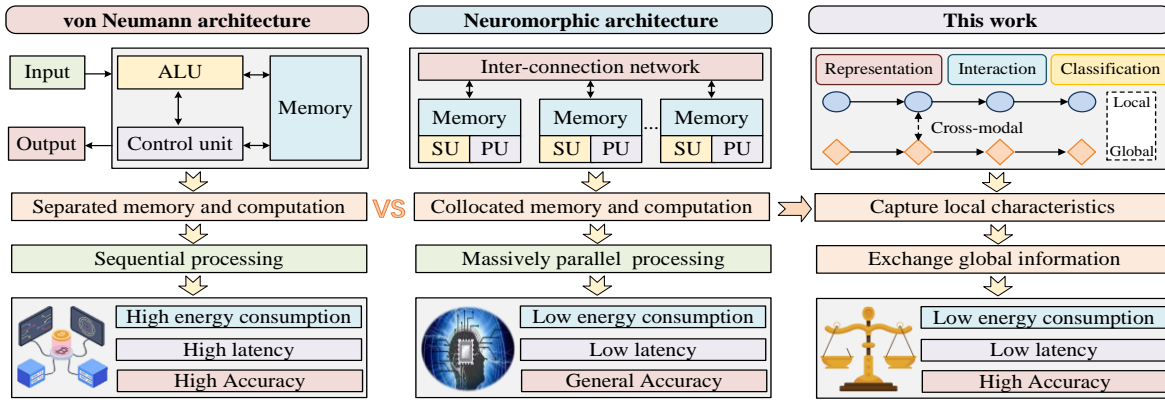 von Neumann architecture
Input
ALU
Memory
Output
Control unit
Separated memory and computation
Sequential processing
High energy consumption
High latency
High Accuracy
VS
Neuromorphic architecture
Inter-connection network
Memory
Memory
...
Memory
SU
PU
SU
PU
SU
PU
Collocated memory and computation
Massively parallel processing
Low energy consumption
Low latency
General Accuracy
This work
Representation
Interaction
Classification
Local
Cross-modal
Global
Capture local characteristics
Exchange global information
Low energy consumption
Low latency
High Accuracy